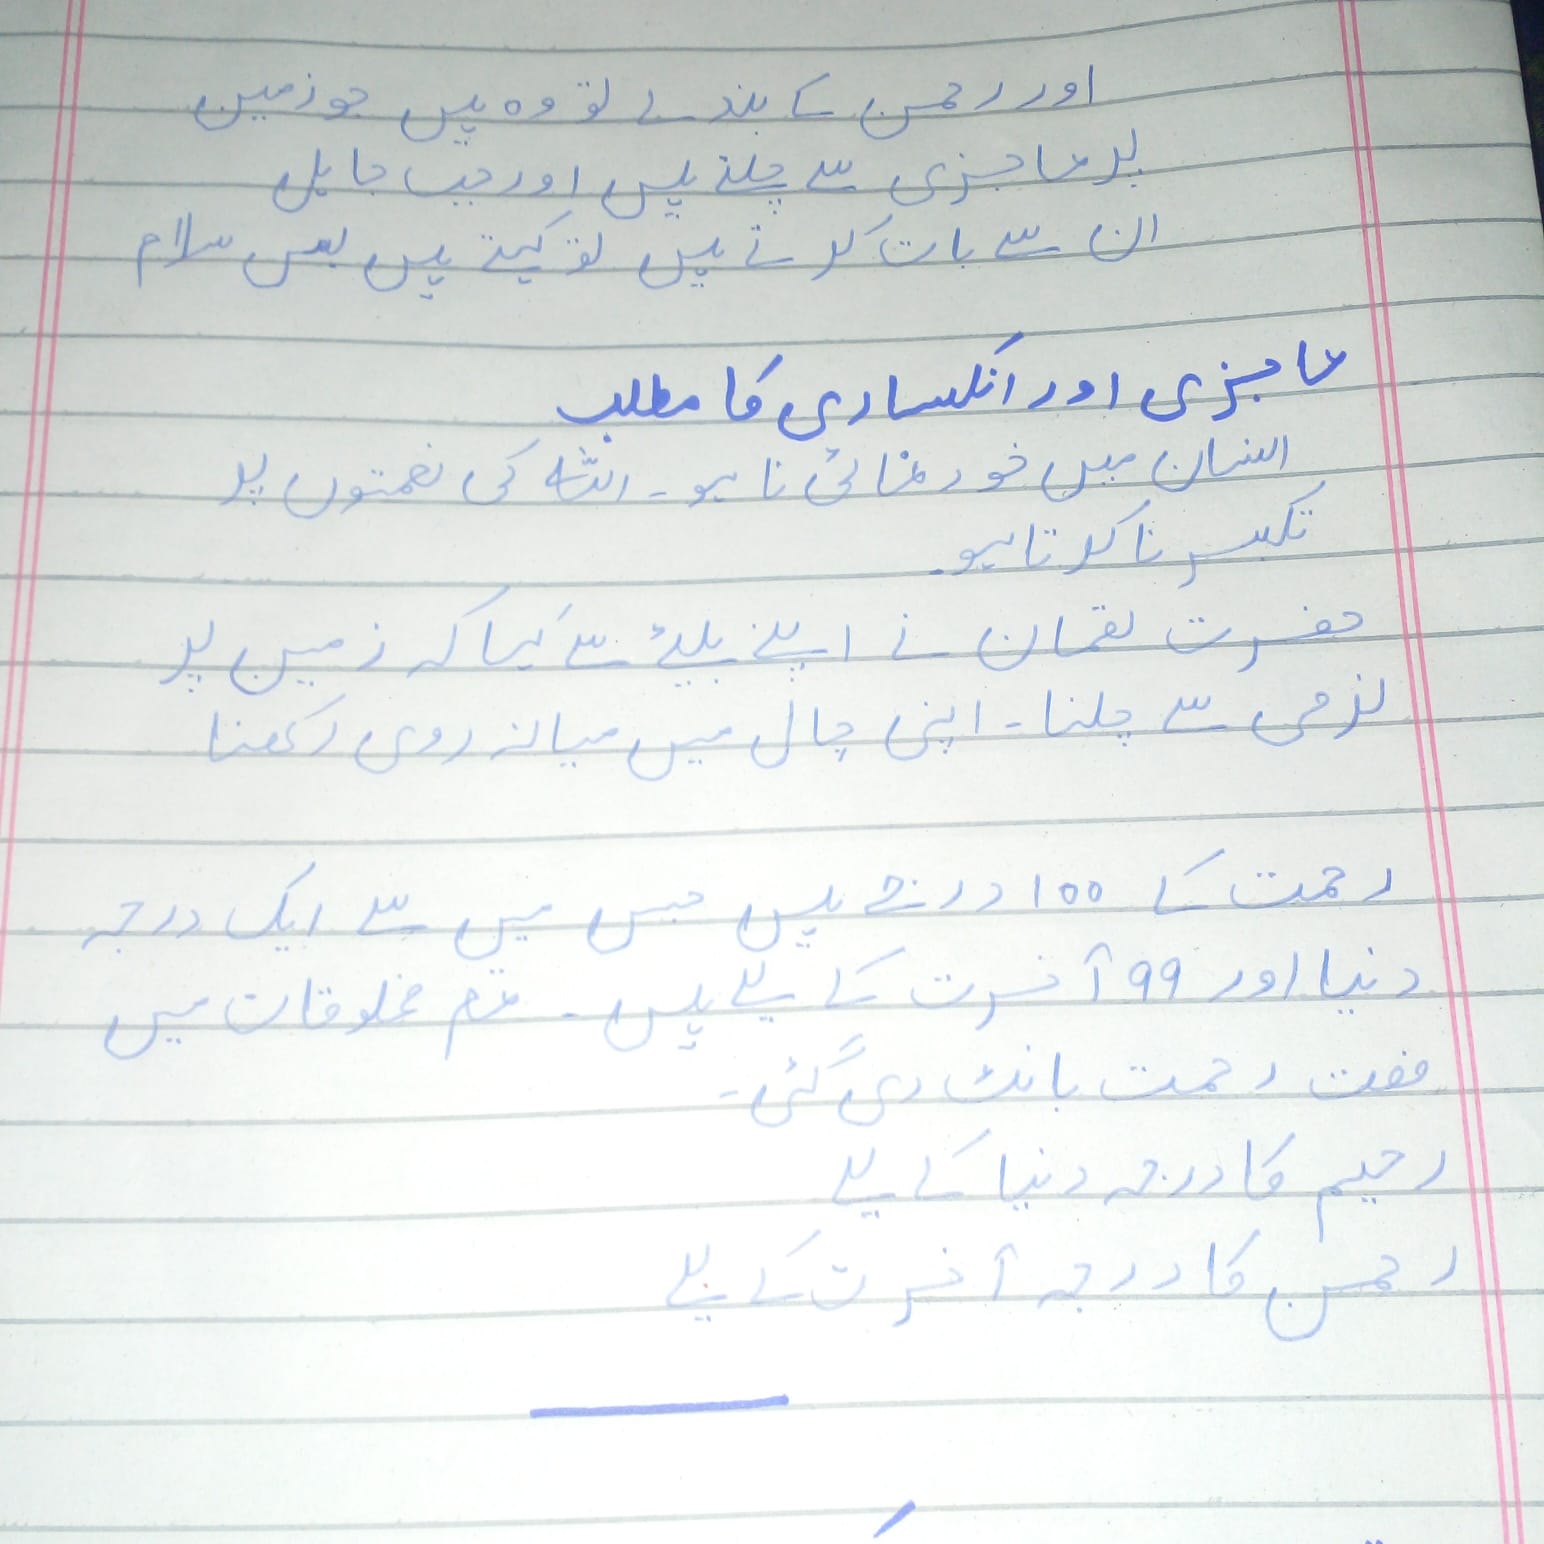 اور رحمن کے بندے تو وہ ہیں جو زمین
پر عاجزی سے چلتے ہیں اور جب جاہل
ان سے بات کرتے ہیں تو کہتے ہیں بس سلام
عاجزی اور انکساری کا مطلب
انسان میں خود نمائی نا ہو۔ اللہ کی نعمتوں پر
تکبر نا کرتا ہو۔
حضرت لقمان نے اپنے بیٹے سے کہا کہ زمین پر
نرمی سے چلنا۔ اپنی چال میں میانہ روی رکھنا
رحمت کے 100 درجے ہیں جس میں سے ایک درجہ
دنیا اور 99 آخرت کے لیے ہیں۔ تمام مخلوقات میں
صفت رحمت بانٹ دی گئی۔
رحیم کا درجہ دنیا کے لیے
رحمن کا درجہ آخرت کے لیے